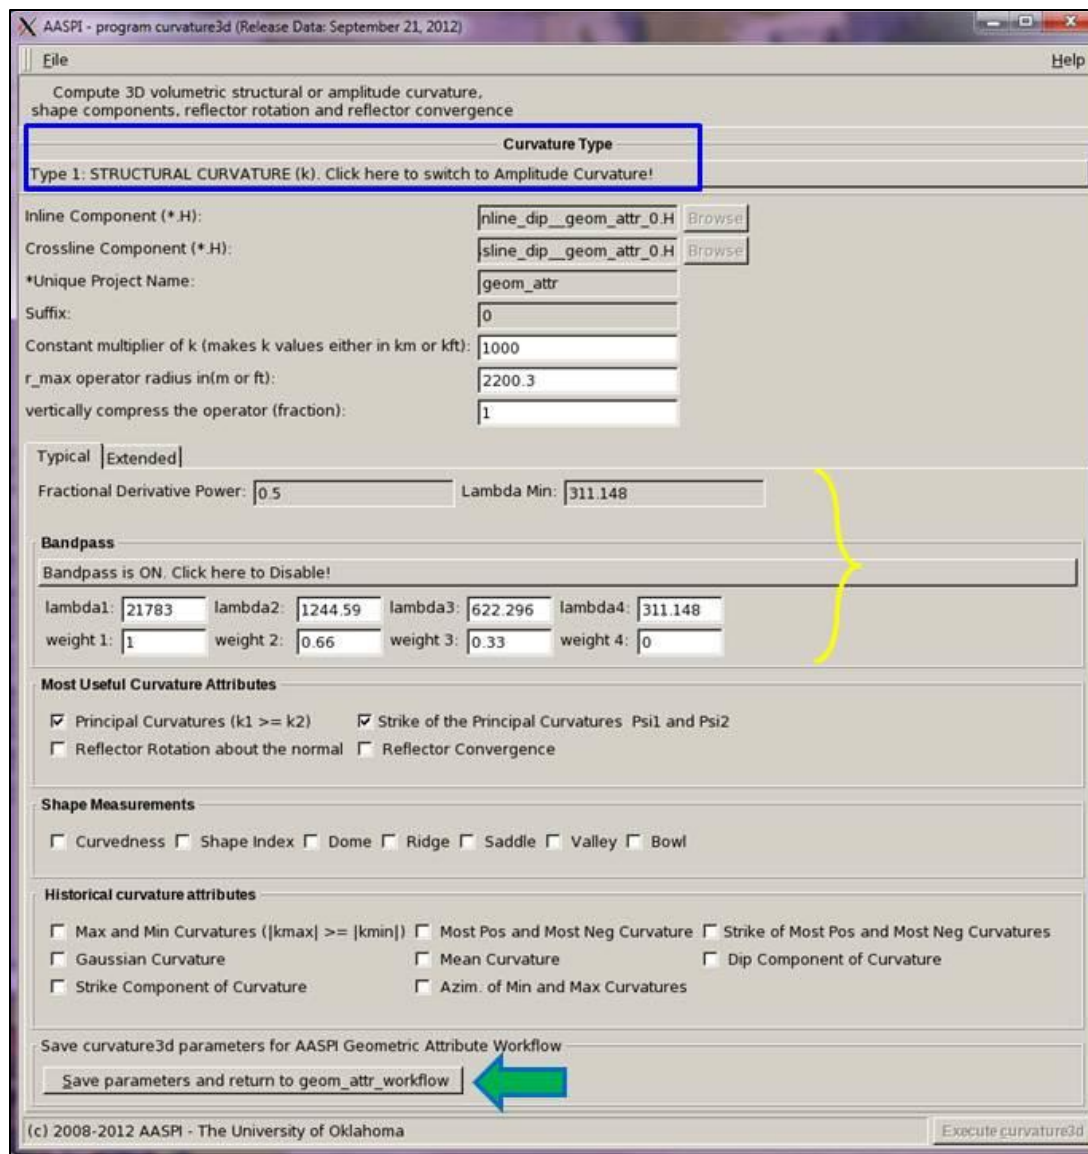 AASPI - program curvature3d (Release Data: September 21, 2012)
File Help
Compute 3D volumetric structural or amplitude curvature,
shape components, reflector rotation and reflector convergence
Curvature Type
Type 1: STRUCTURAL CURVATURE (k). Click here to switch to Amplitude Curvature!
Inline Component (*.H): nline_dip__geom_attr_0.H Browse
Crossline Component (*.H): sline_dip__geom_attr_0.H Browse
*Unique Project Name: geom_attr
Suffix: 0
Constant multiplier of k (makes k values either in km or kft): 1000
r_max operator radius in(m or ft): 2200.3
vertically compress the operator (fraction): 1
Typical Extended
Fractional Derivative Power: 0.5 Lambda Min: 311.148
Bandpass
Bandpass is ON. Click here to Disable!
lambda1: 21783 lambda2: 1244.59 lambda3: 622.296 lambda4: 311.148
weight 1: 1 weight 2: 0.66 weight 3: 0.33 weight 4: 0
Most Useful Curvature Attributes
Principal Curvatures (k1 >= k2) Strike of the Principal Curvatures Psi1 and Psi2
Reflector Rotation about the normal Reflector Convergence
Shape Measurements
Curvedness Shape Index Dome Ridge Saddle Valley Bowl
Historical curvature attributes
Max and Min Curvatures (|kmax| >= |kmin|) Most Pos and Most Neg Curvature Strike of Most Pos and Most Neg Curvatures
Gaussian Curvature Mean Curvature Dip Component of Curvature
Strike Component of Curvature Azim. of Min and Max Curvatures
Save curvature3d parameters for AASPI Geometric Attribute Workflow
Save parameters and return to geom_attr_workflow
(c) 2008-2012 AASPI - The University of Oklahoma Execute curvature3d